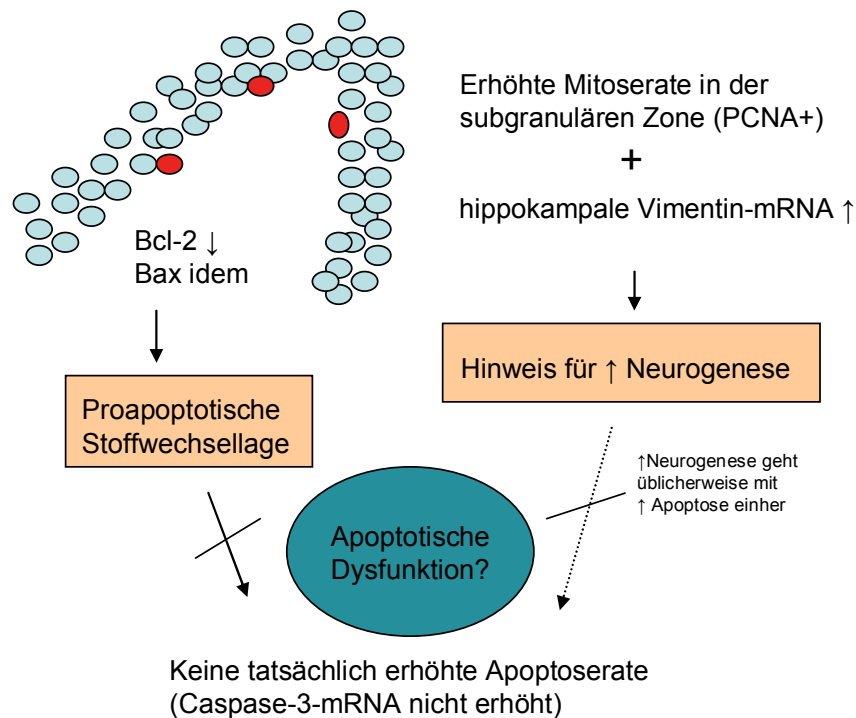 Erhöhte Mitoserate in der
subgranulären Zone (PCNA+)
+
hippokampale Vimentin-mRNA ↑
Bcl-2 ↓
Bax idem
Hinweis für ↑ Neurogenese
Proapoptotische
Stoffwechsellage
↑Neurogenese geht
üblicherweise mit
↑ Apoptose einher
Apoptotische
Dysfunktion?
Keine tatsächlich erhöhte Apoptoserate
(Caspase-3-mRNA nicht erhöht)